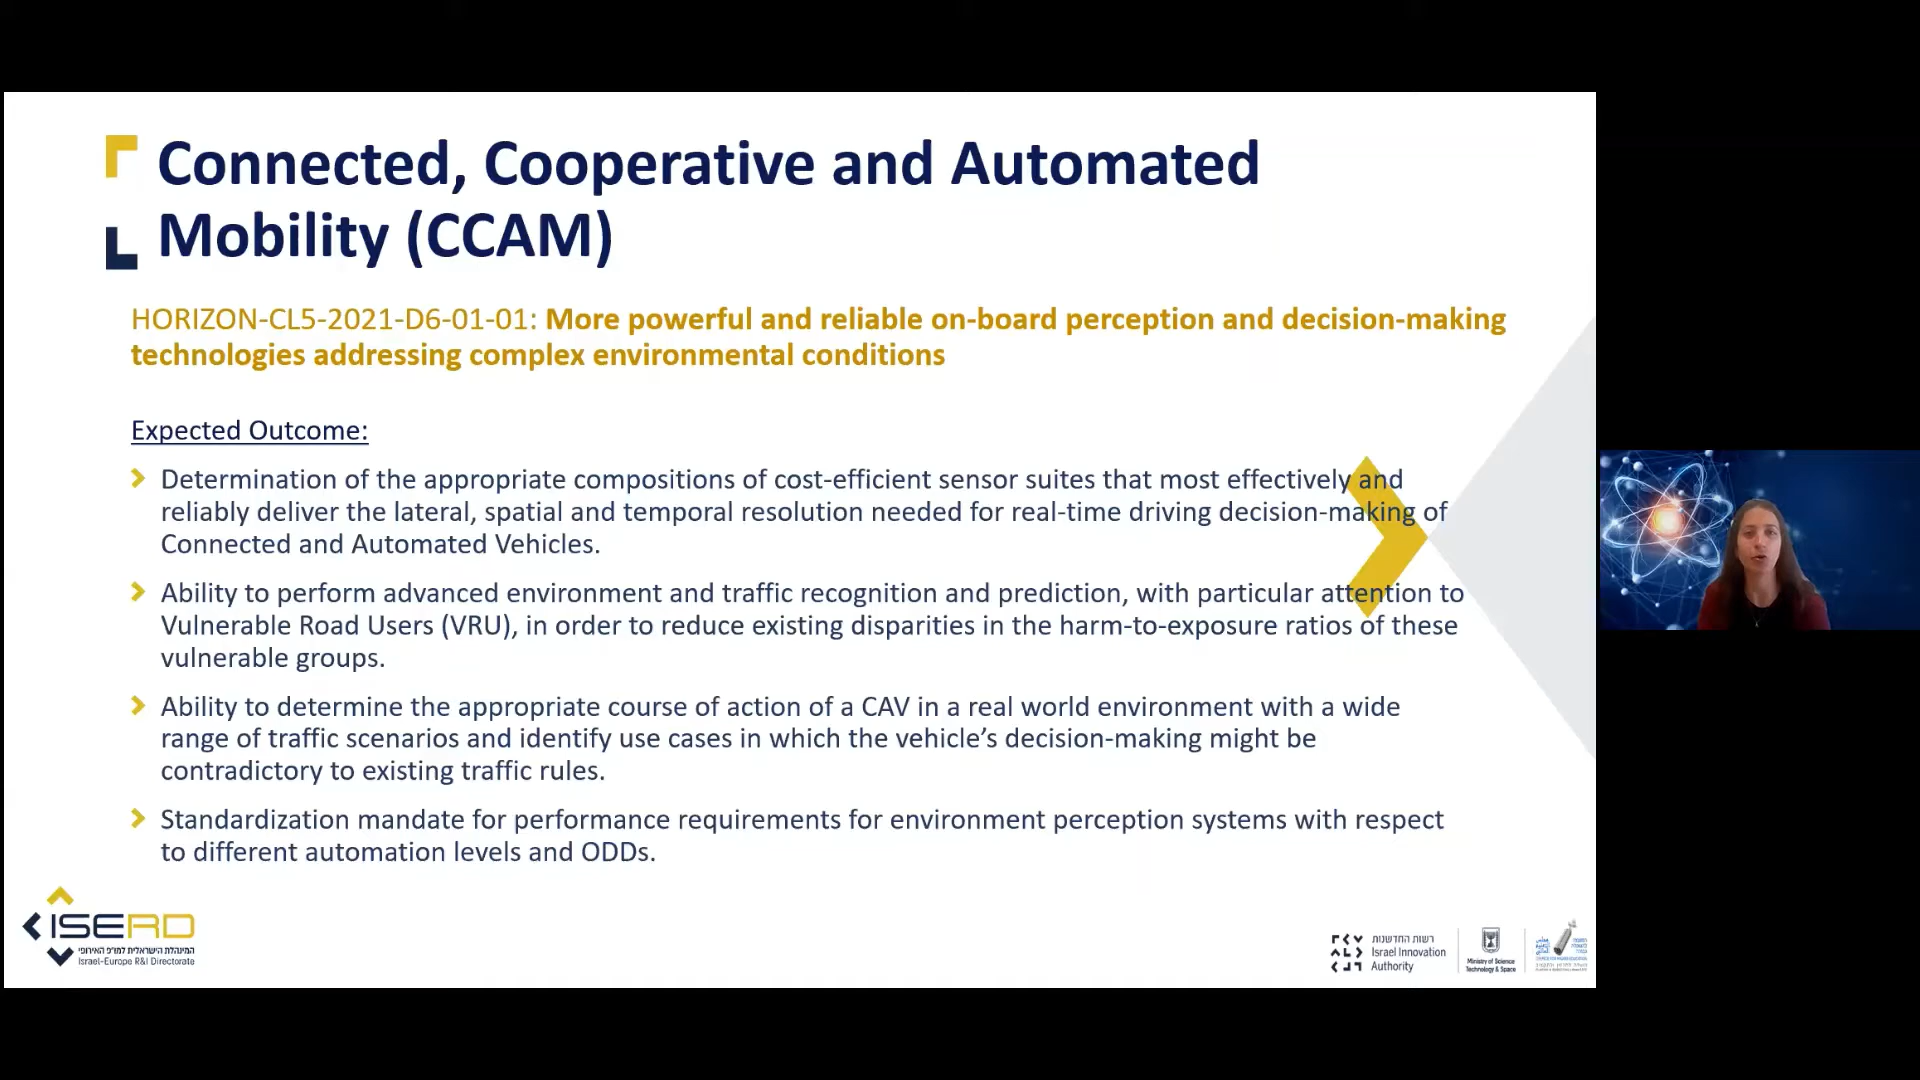 Connected, Cooperative and Automated
Mobility (CCAM)
HORIZON-CL5-2021-D6-01-01: More powerful and reliable on-board perception and decision-making
technologies addressing complex environmental conditions
Expected Outcome:
Determination of the appropriate compositions of cost-efficient sensor suites that most effectively and
reliably deliver the lateral, spatial and temporal resolution needed for real-time driving decision-making of
Connected and Automated Vehicles.
Ability to perform advanced environment and traffic recognition and prediction, with particular attention to
Vulnerable Road Users (VRU), in order to reduce existing disparities in the harm-to-exposure ratios of these
vulnerable groups.
Ability to determine the appropriate course of action of a CAV in a real world environment with a wide
range of traffic scenarios and identify use cases in which the vehicle’s decision-making might be
contradictory to existing traffic rules.
Standardization mandate for performance requirements for environment perception systems with respect
to different automation levels and ODDs.
ISERD
המינהלת הישראלית למו״פ האירופי
Israel-Europe R&I Directorate
רשות החדשנות
Israel Innovation
Authority
Ministry of Science
Technology & Space